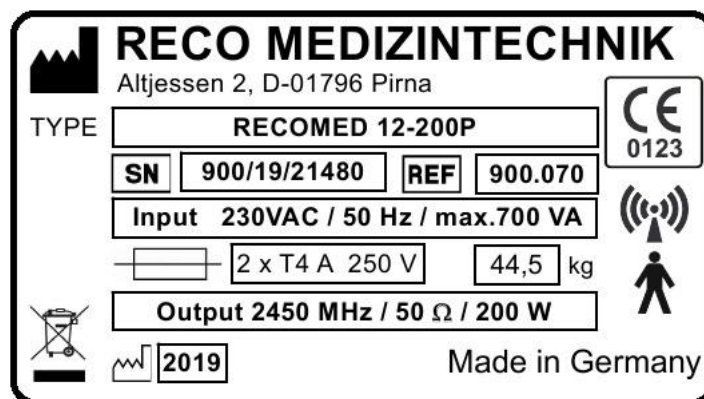 RECO MEDIZINTECHNIK
Altjessen 2, D-01796 Pirna
TYPE RECOMED 12-200P
CE 0123
SN 900/19/21480 REF 900.070
Input 230VAC / 50 Hz / max.700 VA
2 x T4 A 250 V 44,5 kg
Output 2450 MHz / 50 Ω / 200 W
2019 Made in Germany